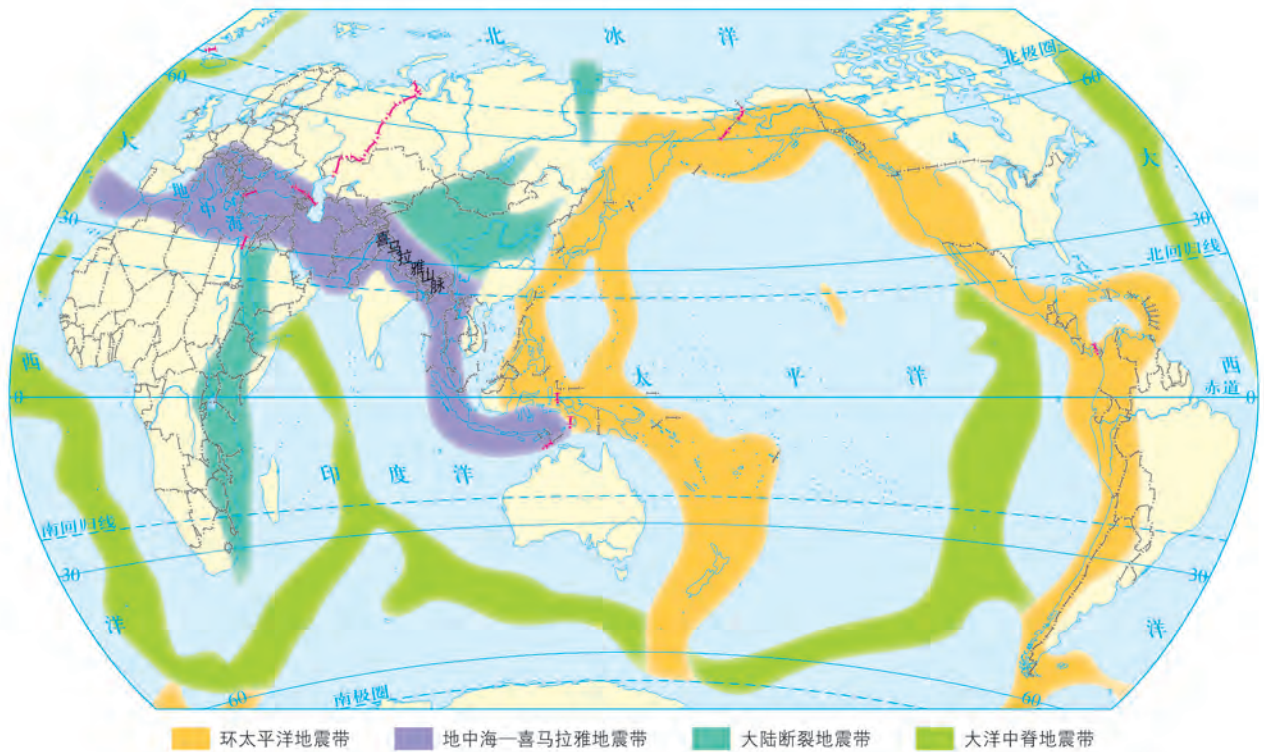 北冰洋
北极圈
60
60
大
大
地中海
30
30
喜马拉雅山脉
北回归线
西
太平洋
西
赤道
0
0
印度洋
南回归线
30
30
洋
洋
60
南极圈
60
环太平洋地震带
地中海—喜马拉雅地震带
大陆断裂地震带
大洋中脊地震带